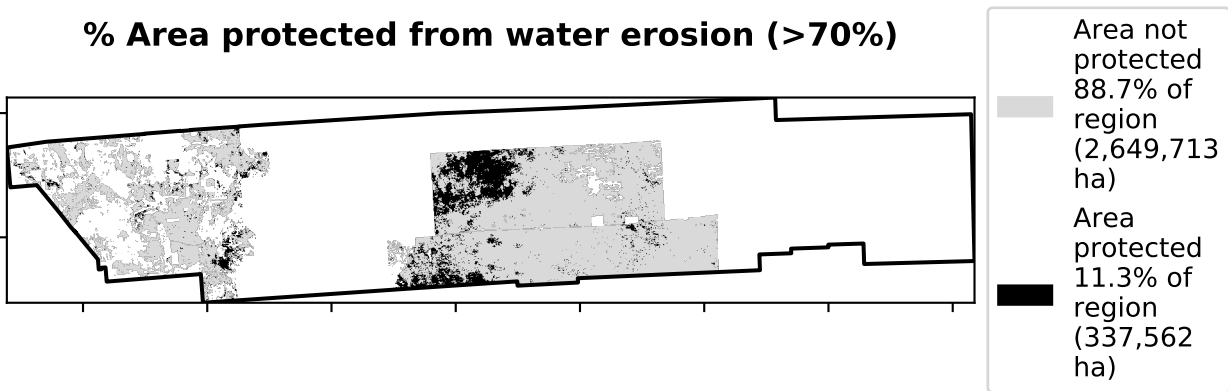 % Area protected from water erosion (>70%)
Area not
protected
88.7% of
region
(2,649,713
ha)
Area
protected
11.3% of
region
(337,562
ha)